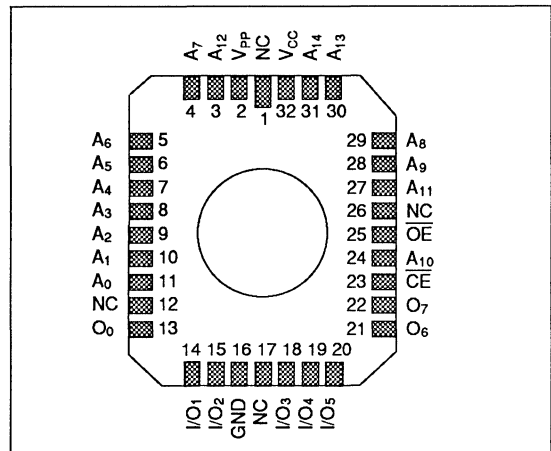 A7 A12 VPP NC VCC A14 A13
4 3 2 1 32 31 30
A6 5 29 A8
A5 6 28 A9
A4 7 27 A11
A3 8 26 NC
A2 9 25 OE
A1 10 24 A10
A0 11 23 CE
NC 12 22 O7
O0 13 21 O6
14 15 16 17 18 19 20
I/O1 I/O2 GND NC I/O3 I/O4 I/O5